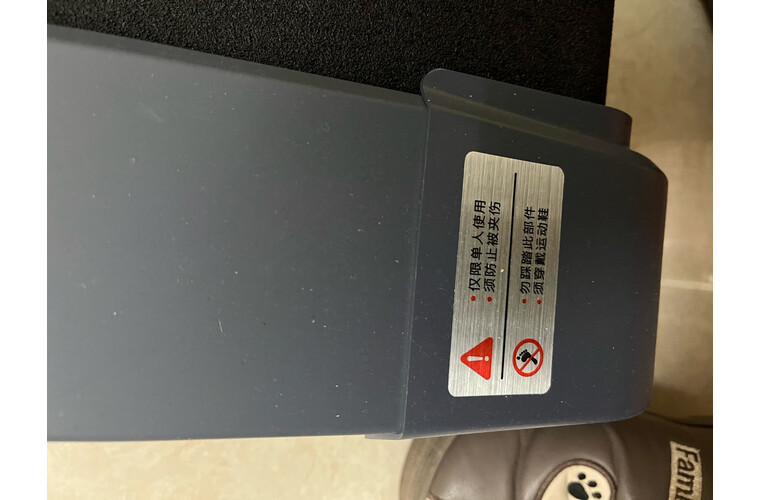 • 仅限单人使用
• 须防止被夹伤
• 勿踩踏此部件
• 须穿戴运动鞋
Fam